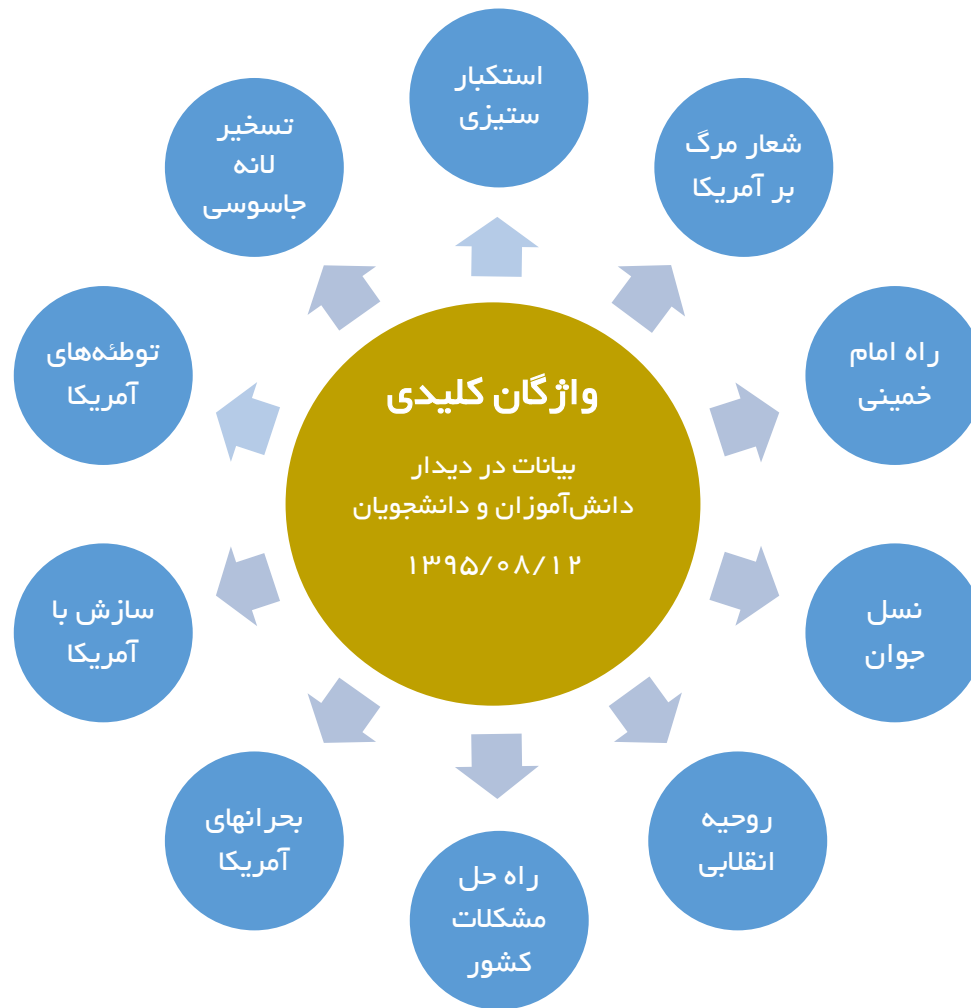 واژگان کلیدی
بیانات در دیدار
دانش‌آموزان و دانشجویان
۱۳۹۵/۰۸/۱۲
استکبار
ستیزی
شعار مرگ
بر آمریکا
راه امام
خمینی
نسل
جوان
روحیه
انقلابی
راه حل
مشکلات
کشور
بحرانهای
آمریکا
سازش با
آمریکا
توطئه‌های
آمریکا
تسخیر
لانه
جاسوسی